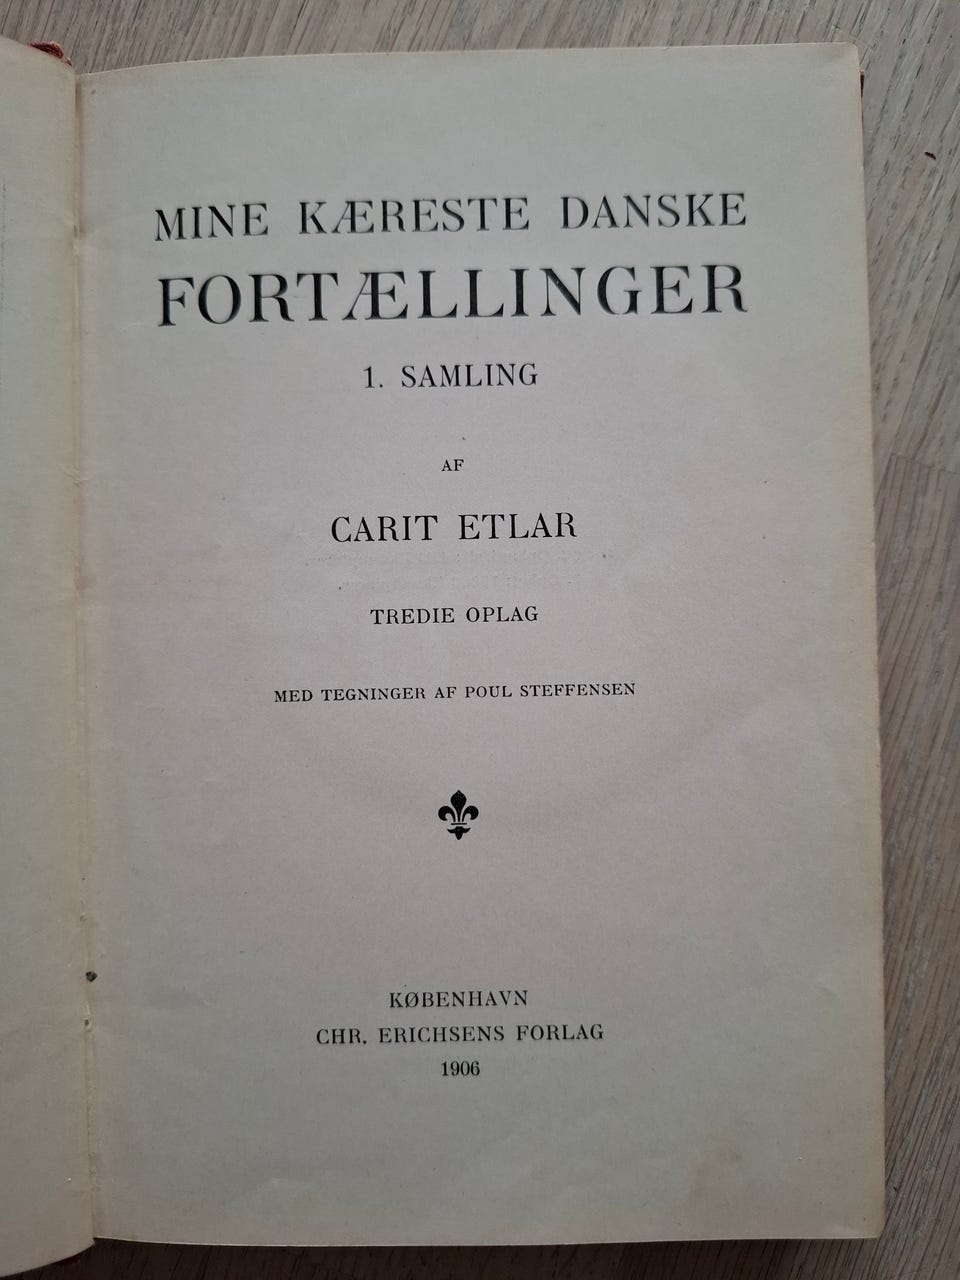 MINE KÆRESTE DANSKE
FORTÆLLINGER
1. SAMLING
AF
CARIT ETLAR
TREDIE OPLAG
MED TEGNINGER AF POUL STEFFENSEN
KØBENHAVN
CHR. ERICHSENS FORLAG
1906